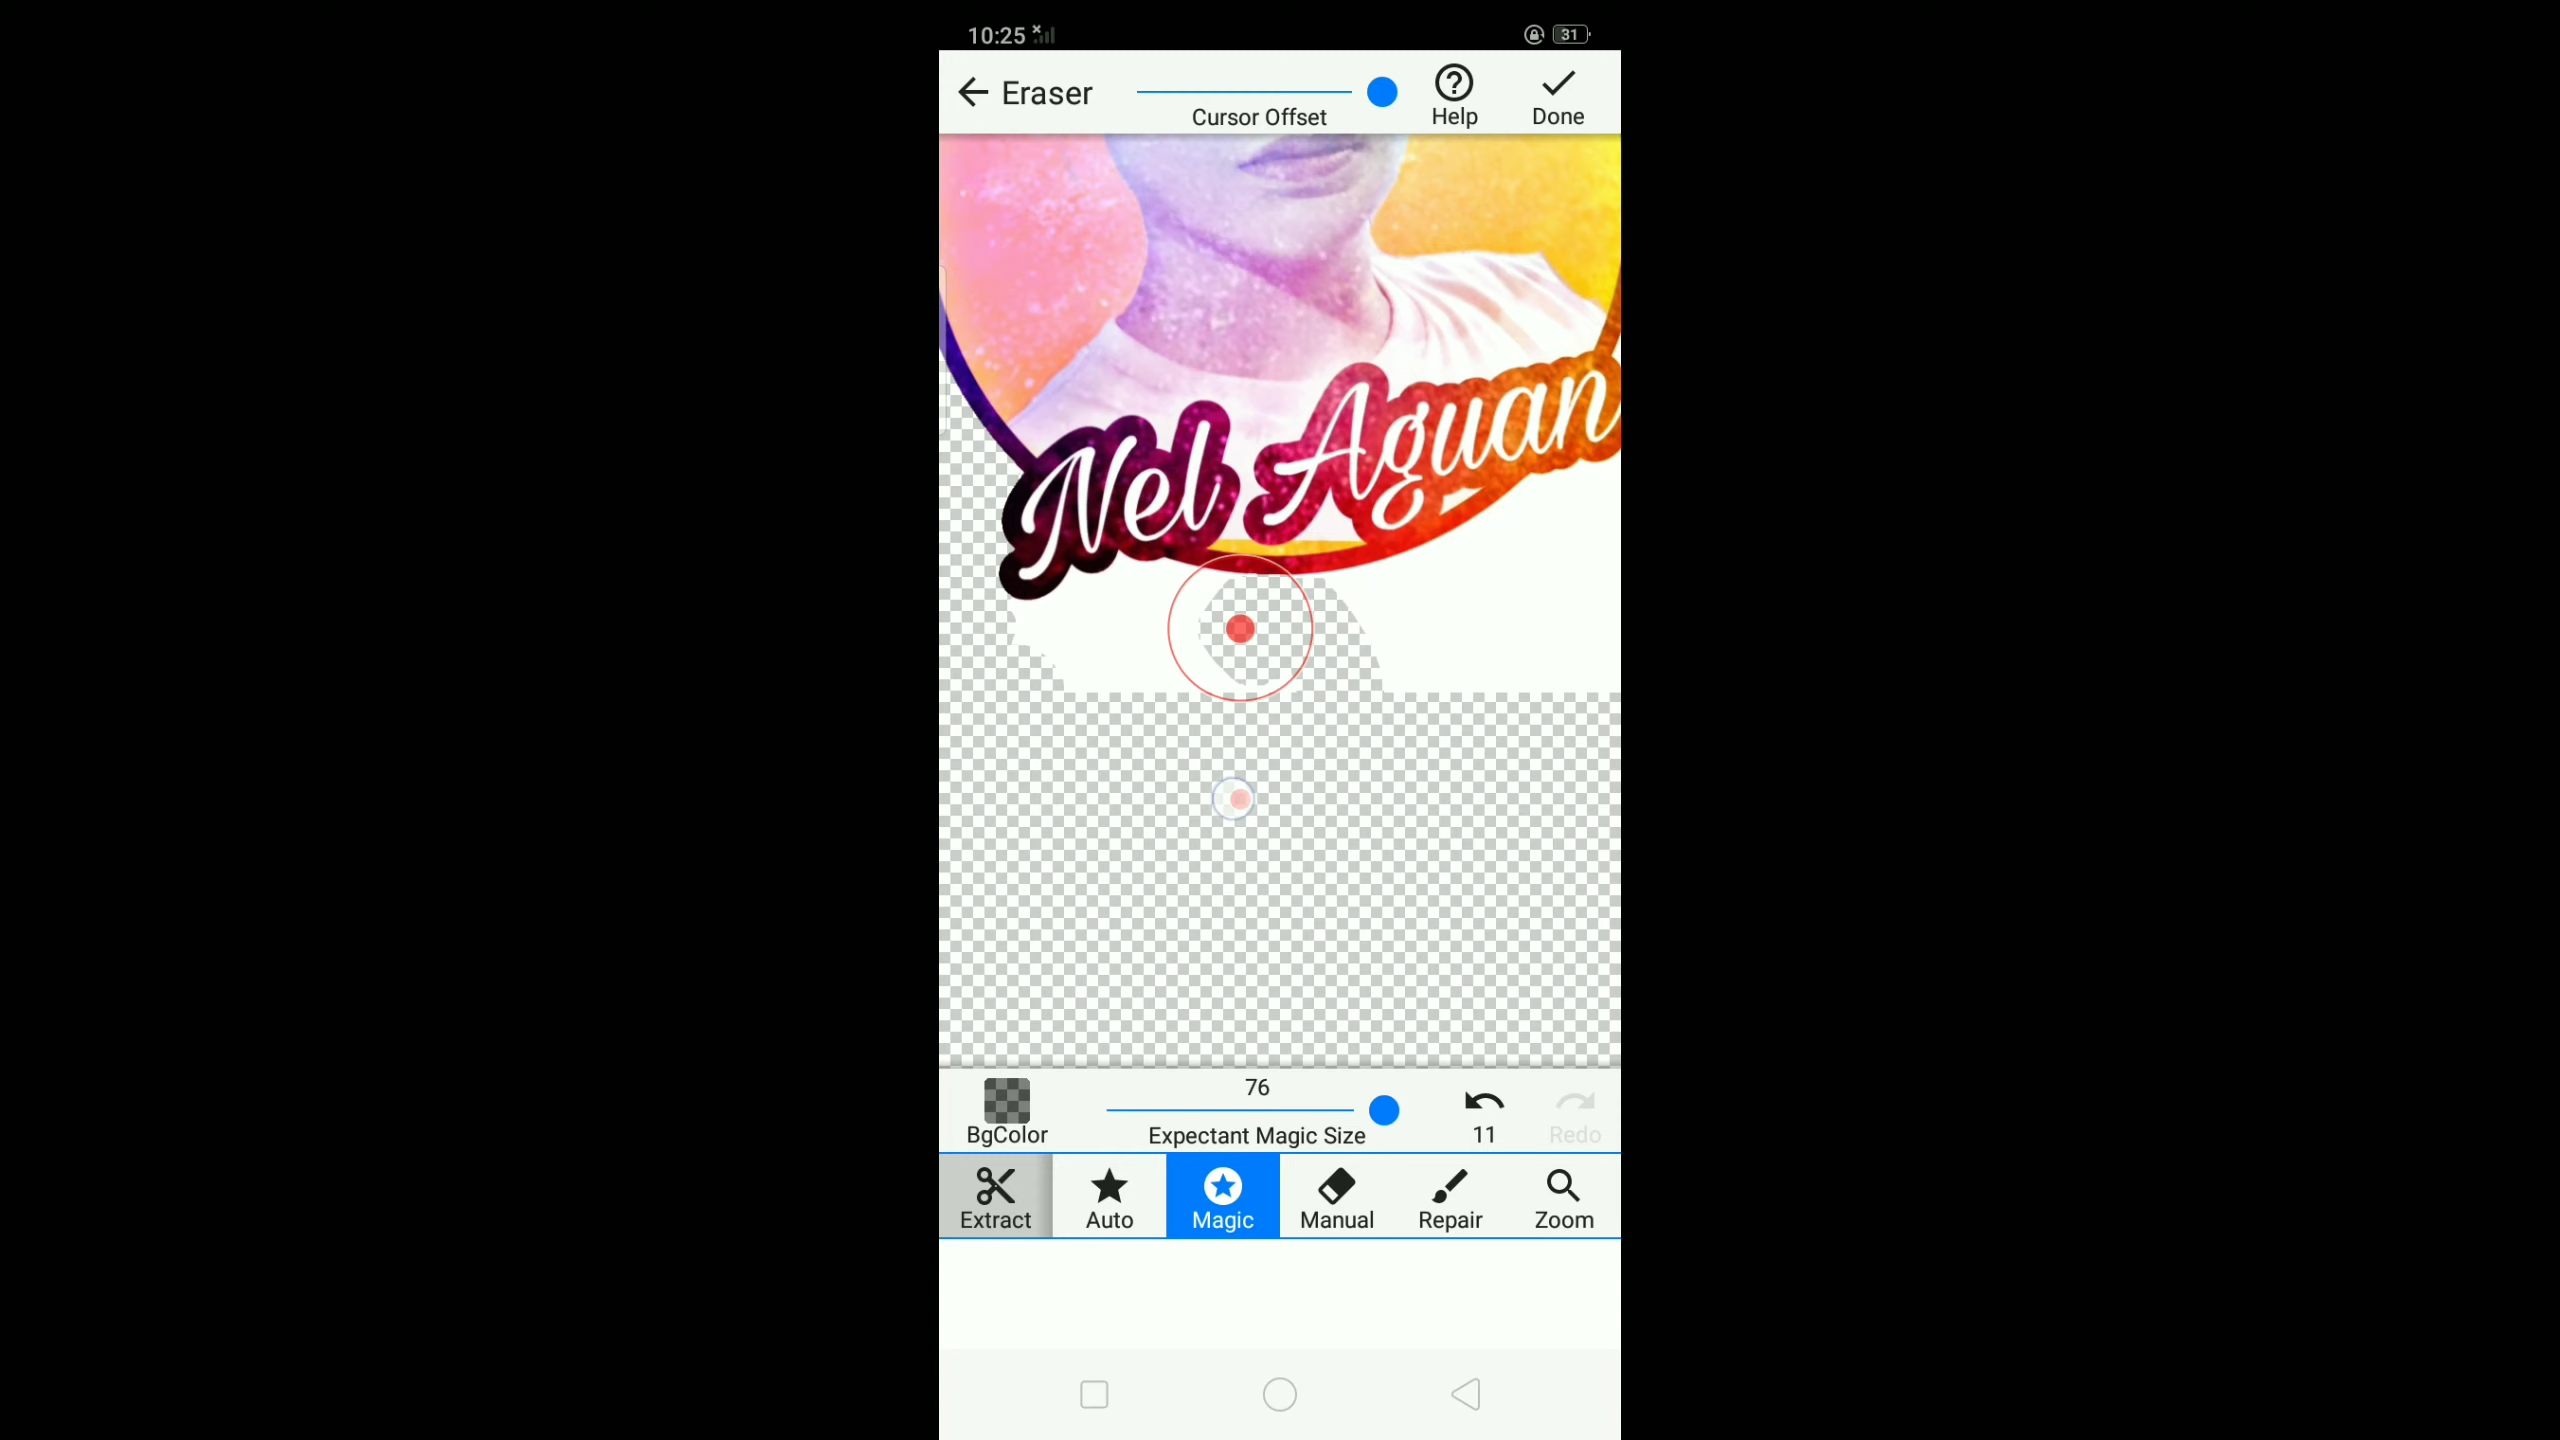 10:25
31
Eraser
Cursor Offset
Help
Done
Nel Aguan
76
BgColor
Expectant Magic Size
11
Redo
Extract
Auto
Magic
Manual
Repair
Zoom